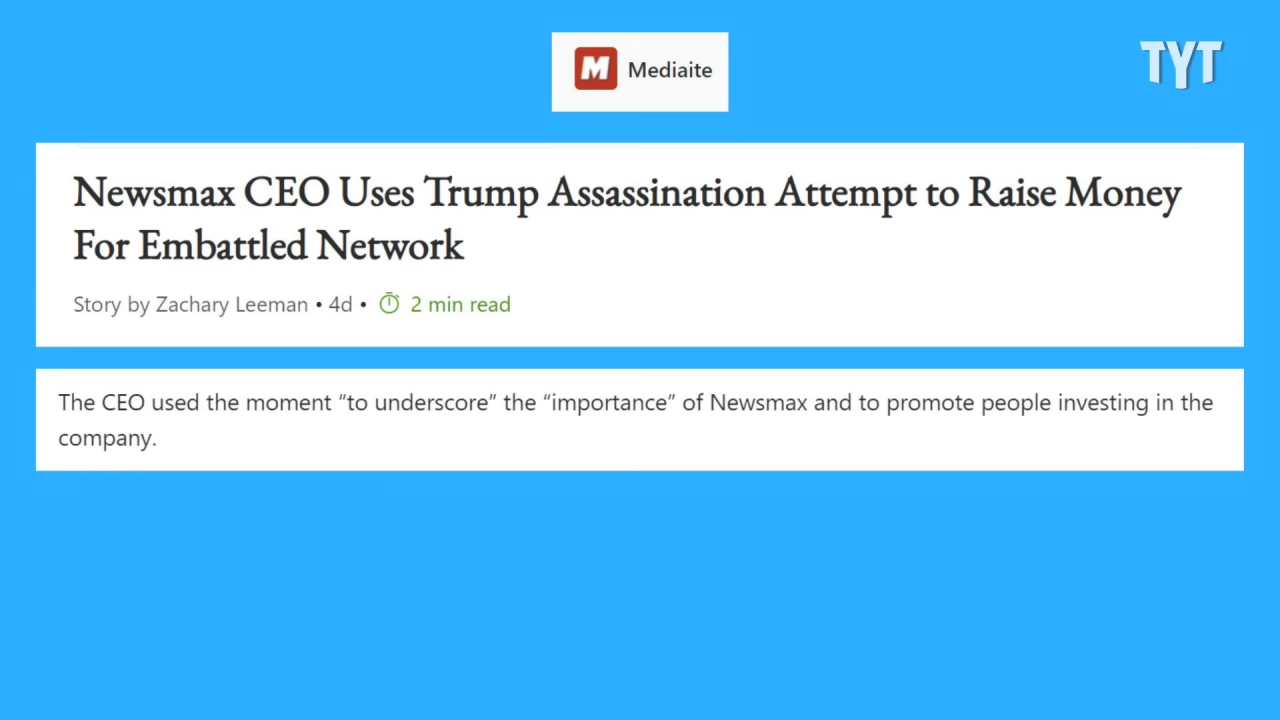 M Mediaite
TYT
Newsmax CEO Uses Trump Assassination Attempt to Raise Money
For Embattled Network
Story by Zachary Leeman • 4d • 2 min read
The CEO used the moment “to underscore” the “importance” of Newsmax and to promote people investing in the
company.